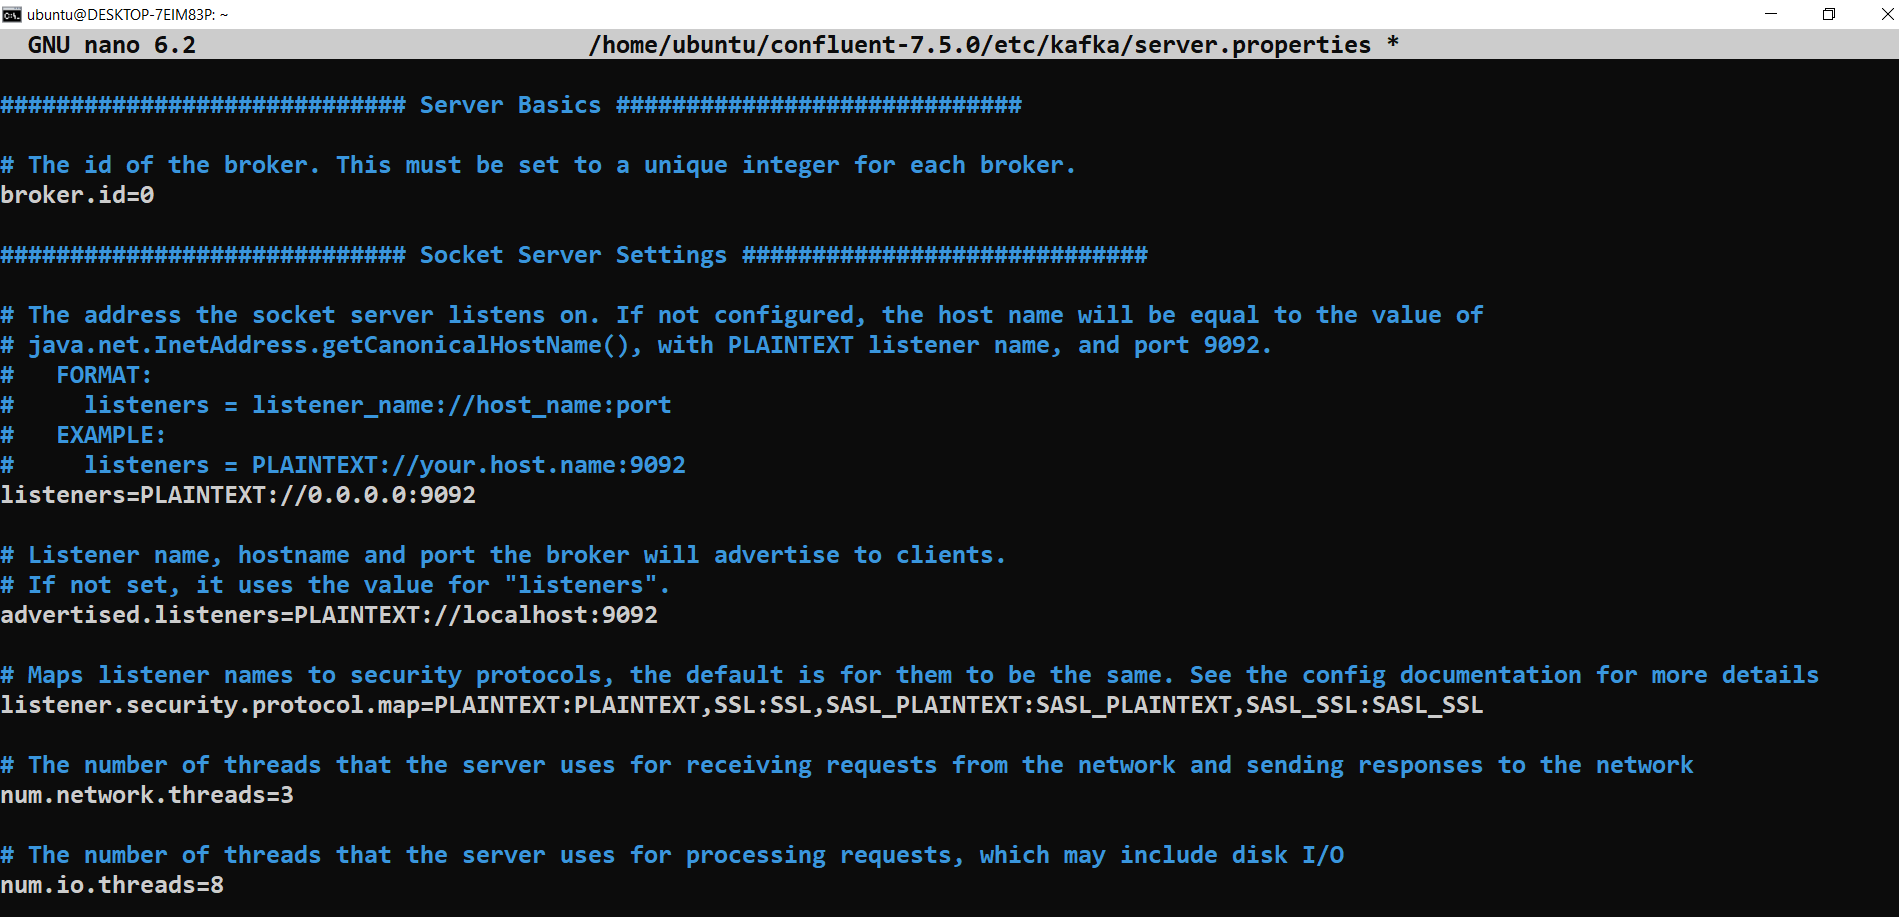 ubuntu@DESKTOP-7EIM83P: ~
GNU nano 6.2 /home/ubuntu/confluent-7.5.0/etc/kafka/server.properties *
############################# Server Basics #############################
# The id of the broker. This must be set to a unique integer for each broker.
broker.id=0
############################# Socket Server Settings #############################
# The address the socket server listens on. If not configured, the host name will be equal to the value of
# java.net.InetAddress.getCanonicalHostName(), with PLAINTEXT listener name, and port 9092.
#   FORMAT:
#     listeners = listener_name://host_name:port
#   EXAMPLE:
#     listeners = PLAINTEXT://your.host.name:9092
listeners=PLAINTEXT://0.0.0.0:9092
# Listener name, hostname and port the broker will advertise to clients.
# If not set, it uses the value for "listeners".
advertised.listeners=PLAINTEXT://localhost:9092
# Maps listener names to security protocols, the default is for them to be the same. See the config documentation for more details
listener.security.protocol.map=PLAINTEXT:PLAINTEXT,SSL:SSL,SASL_PLAINTEXT:SASL_PLAINTEXT,SASL_SSL:SASL_SSL
# The number of threads that the server uses for receiving requests from the network and sending responses to the network
num.network.threads=3
# The number of threads that the server uses for processing requests, which may include disk I/O
num.io.threads=8